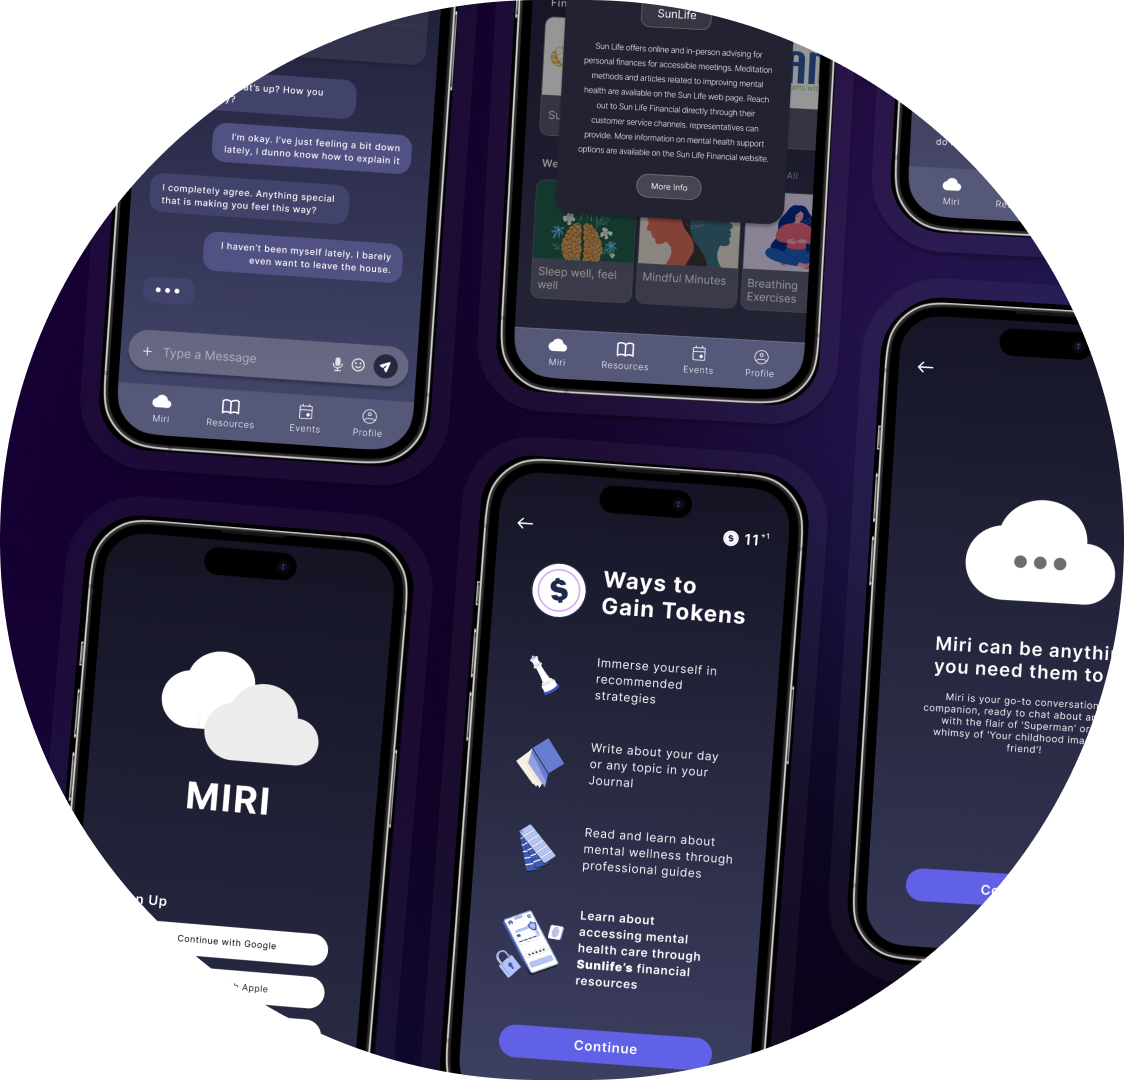 at's up? How you
y?
I'm okay. I've just feeling a bit down
lately, I dunno know how to explain it
I completely agree. Anything special
that is making you feel this way?
I haven't been myself lately. I barely
even want to leave the house.
Type a Message
Miri
Resources
Events
Profile
Fin
SunLife
Sun Life offers online and in-person advising for
personal finances for accessible meetings. Meditation
methods and articles related to improving mental
health are available on the Sun Life web page. Reach
out to Sun Life Financial directly through their
customer service channels. representatives can
provide. More information on mental health support
options are available on the Sun Life Financial website.
More Info
Su
We
All
Sleep well, feel
well
Mindful Minutes
Breathing
Exercises
Miri
Resources
Events
Profile
do
Miri
Re
MIRI
n Up
Continue with Google
Apple
11 +1
Ways to
Gain Tokens
Immerse yourself in
recommended
strategies
Write about your day
or any topic in your
Journal
Read and learn about
mental wellness through
professional guides
Learn about
accessing mental
health care through
Sunlife's financial
resources
Continue
Miri can be anythi
you need them to
Miri is your go-to conversation
companion, ready to chat about a
with the flair of 'Superman' or
whimsy of 'Your childhood ima
friend'!
Co